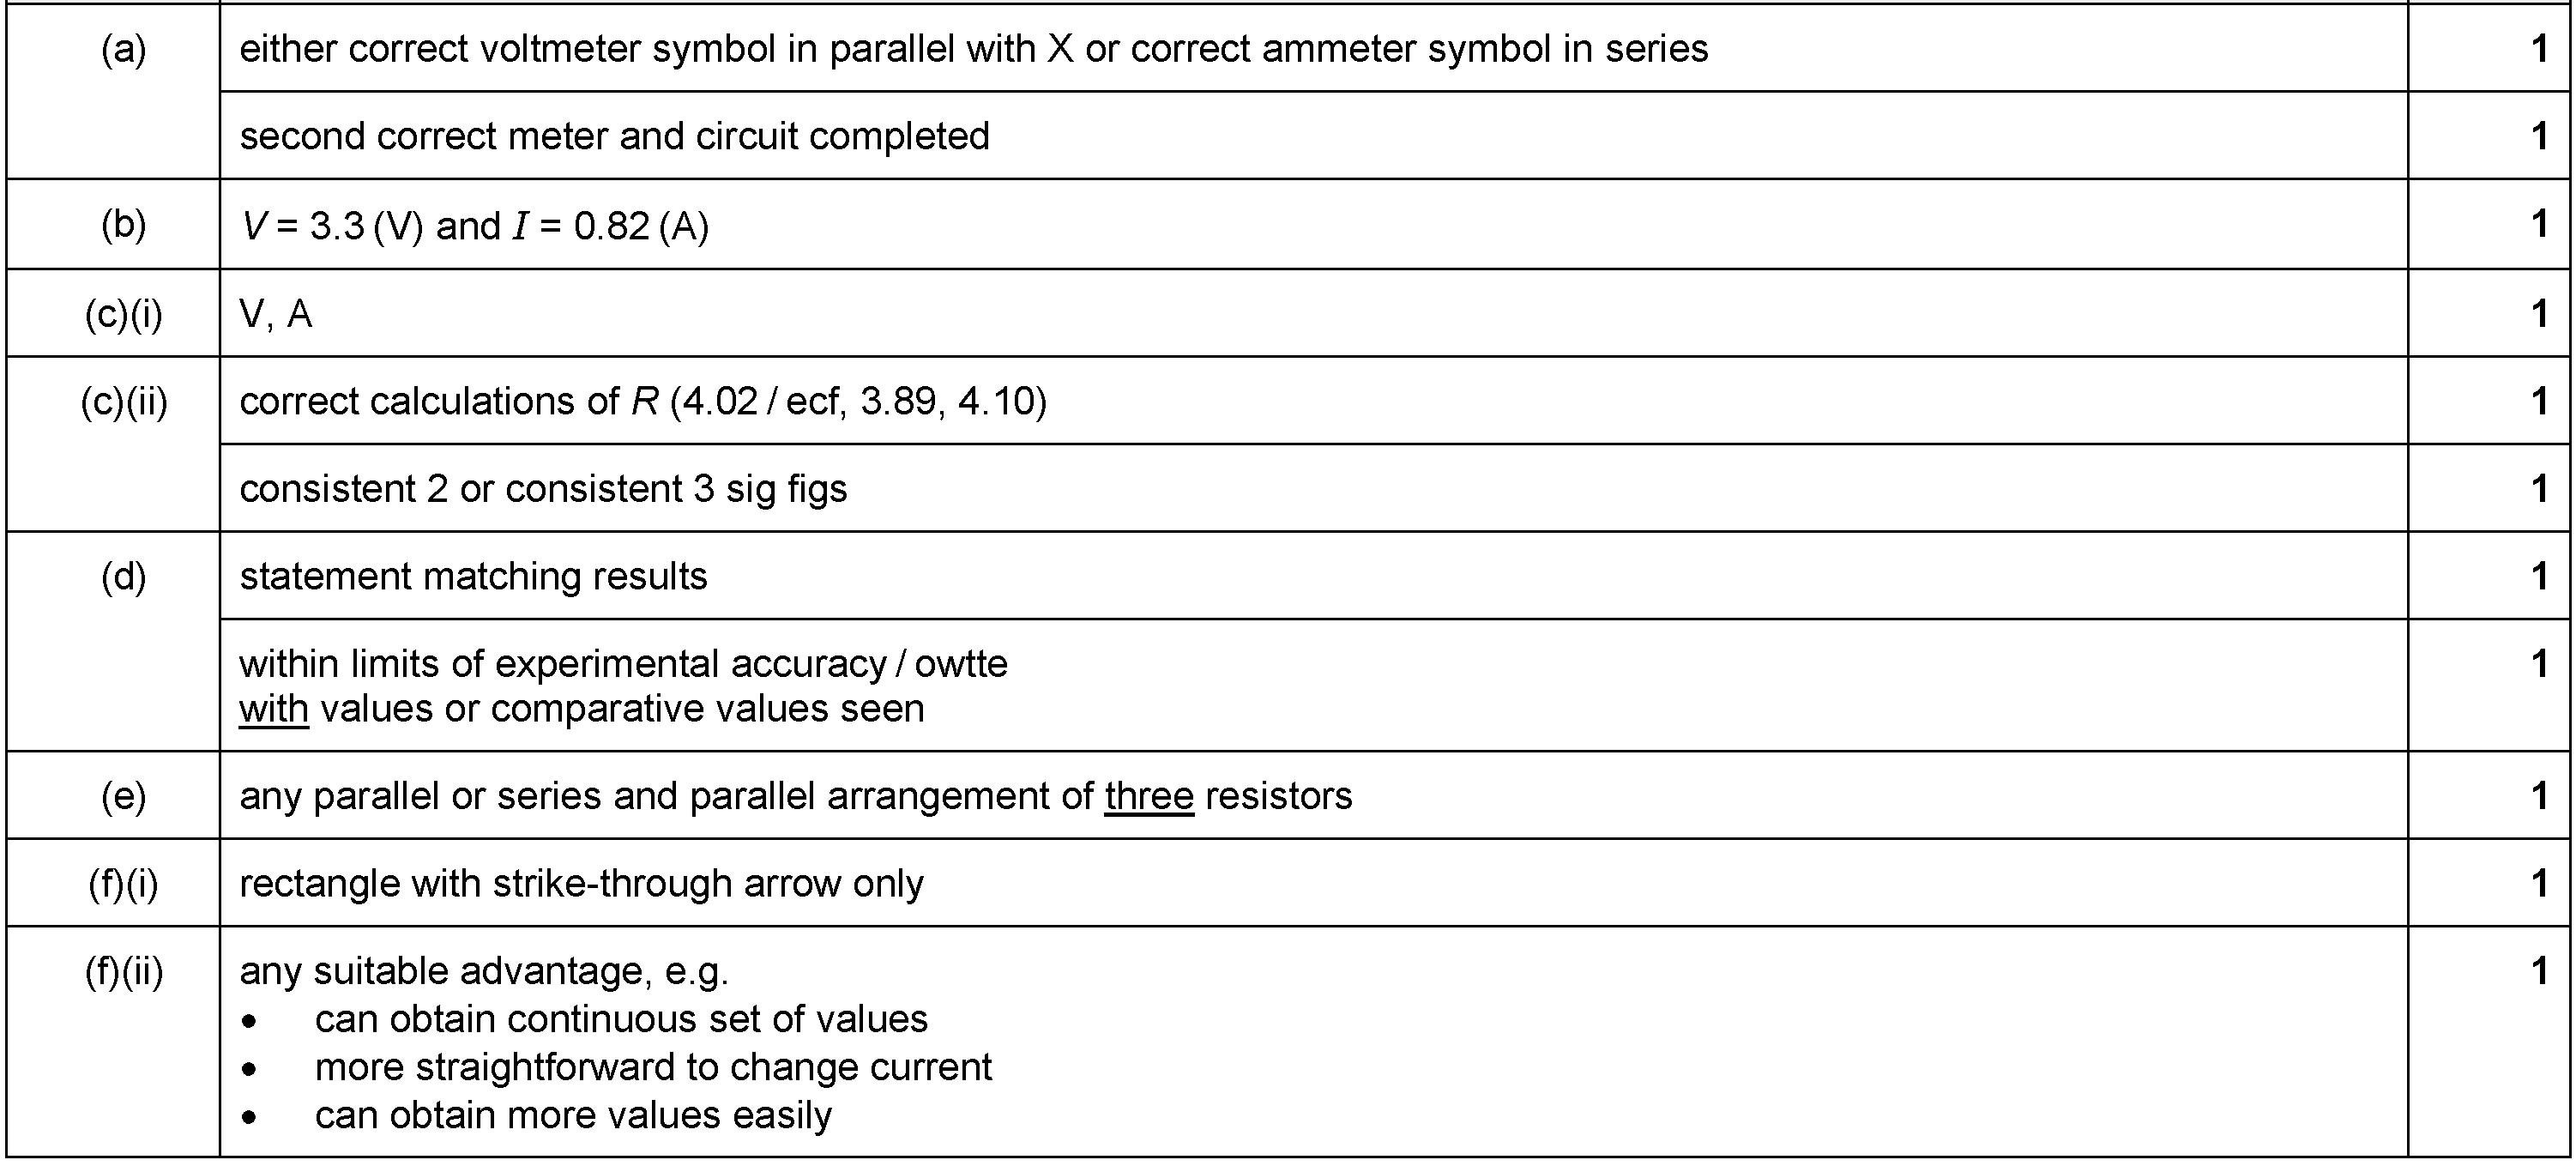 (a) either correct voltmeter symbol in parallel with X or correct ammeter symbol in series 1
second correct meter and circuit completed 1
(b) V = 3.3 (V) and I = 0.82 (A) 1
(c)(i) V, A 1
(c)(ii) correct calculations of R (4.02 / ecf, 3.89, 4.10) 1
consistent 2 or consistent 3 sig figs 1
(d) statement matching results 1
within limits of experimental accuracy / owtte 1
with values or comparative values seen
(e) any parallel or series and parallel arrangement of three resistors 1
(f)(i) rectangle with strike-through arrow only 1
(f)(ii) any suitable advantage, e.g. 1
• can obtain continuous set of values
• more straightforward to change current
• can obtain more values easily